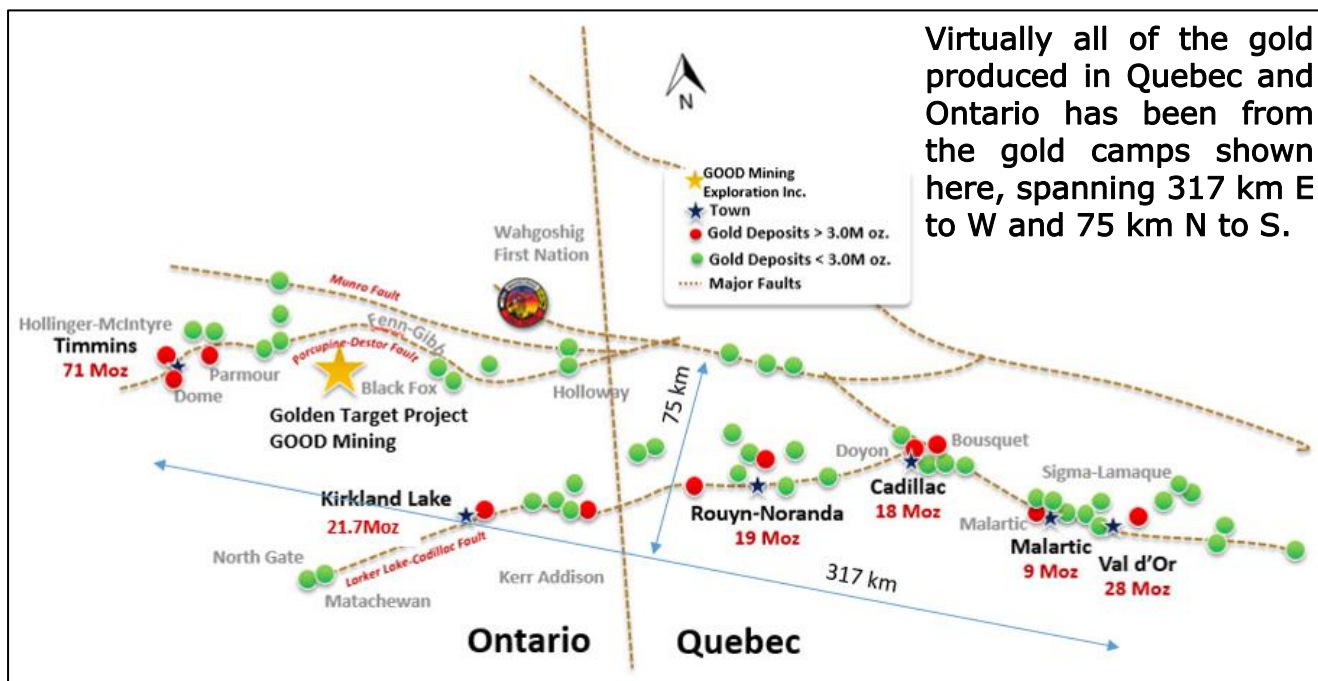 Virtually all of the gold
produced in Quebec and
Ontario has been from
the gold camps shown
here, spanning 317 km E
to W and 75 km N to S.
N
GOOD Mining
Exploration Inc.
Town
Gold Deposits > 3.0M oz.
Gold Deposits < 3.0M oz.
Major Faults
Wahgoshig
First Nation
Munro Fault
Hollinger-McIntyre
Timmins
71 Moz
Dome
Parmour
Fenn-Gibb
Porcupine-Destor Fault
Black Fox
Holloway
Golden Target Project
GOOD Mining
75 km
Doyon
Bousquet
Cadillac
18 Moz
Sigma-Lamaque
Kirkland Lake
21.7Moz
Rouyn-Noranda
19 Moz
Malartic
Malartic
9 Moz
Val d'Or
28 Moz
North Gate
Matachewan
Larker Lake-Cadillac Fault
Kerr Addison
317 km
Ontario
Quebec